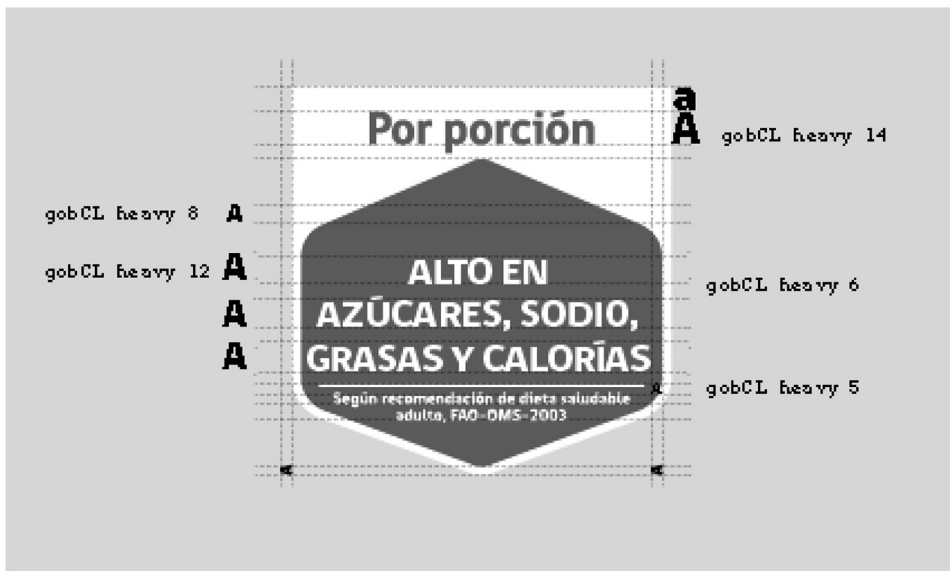 a
Por porción
A
gobCL heavy 14
gobCL heavy 8
A
gobCL heavy 12
A
ALTO EN
gobCL heavy 6
A
AZÚCARES, SODIO,
A
GRASAS Y CALORÍAS
A
gobCL heavy 5
Según recomendación de dieta saludable
adulto, FAO-OMS-2003
A
A